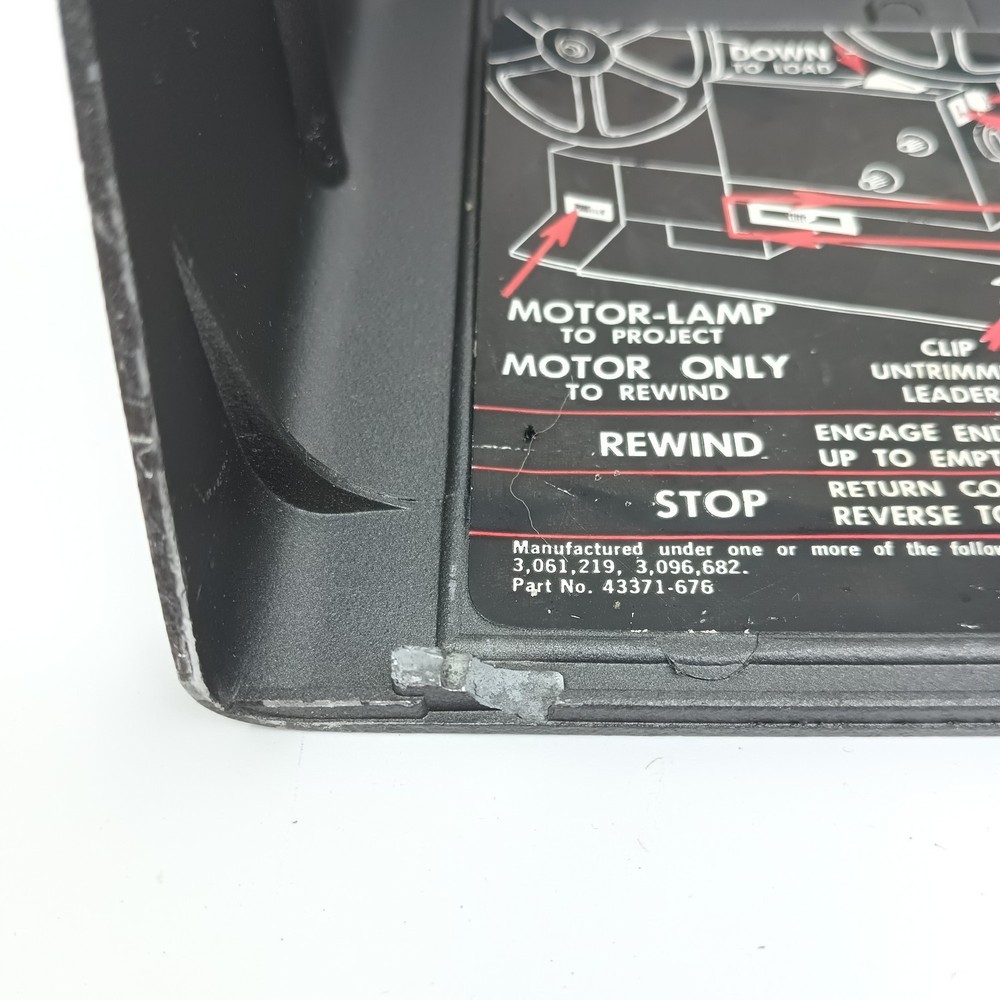 DOWN
TO LOAD
MOTOR-LAMP
TO PROJECT
MOTOR ONLY
TO REWIND
CLIP
UNTRIMM
LEADER
REWIND
ENGAGE END
UP TO EMPT
STOP
RETURN CO
REVERSE TO
Manufactured under one or more of the follow
3,061,219, 3,096,682.
Part No. 43371-676